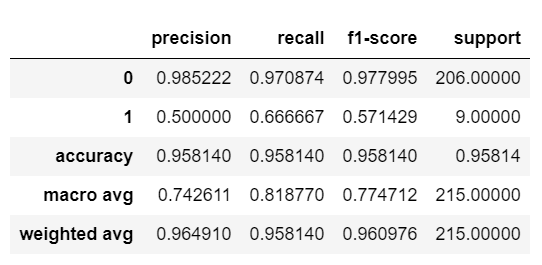 precision recall f1-score support
0 0.985222 0.970874 0.977995 206.00000
1 0.500000 0.666667 0.571429 9.00000
accuracy 0.958140 0.958140 0.958140 0.95814
macro avg 0.742611 0.818770 0.774712 215.00000
weighted avg 0.964910 0.958140 0.960976 215.00000